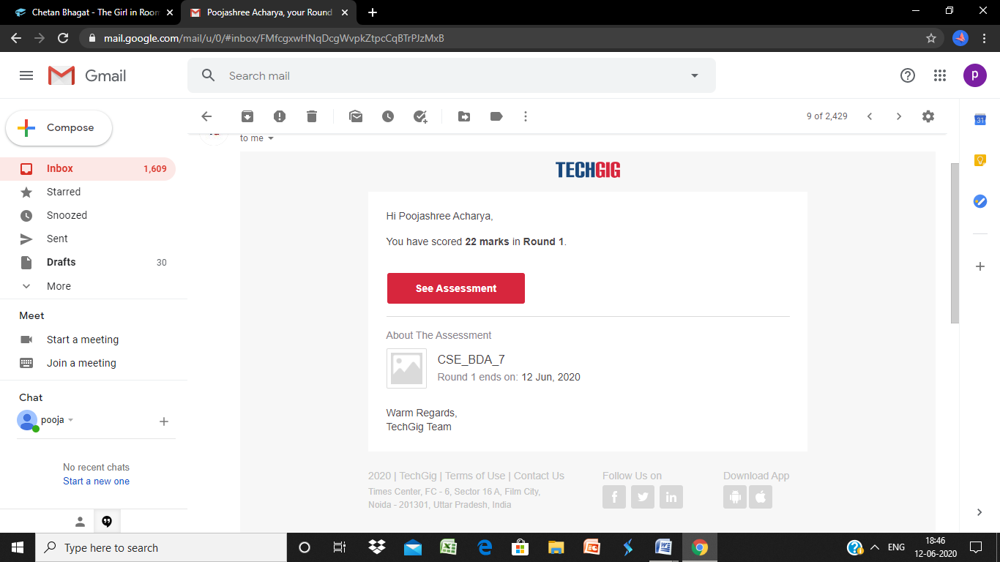 Chetan Bhagat - The Girl in Room
Poojashree Acharya, your Round
mail.google.com/mail/u/0/#inbox/FMfcgxwHNqDcgWvpkZtpcCqBTrPJzMxB
Gmail
Search mail
p
Compose
9 of 2,429
31
to me
Inbox 1,609
Starred
Snoozed
Sent
Drafts 30
More
Meet
Start a meeting
Join a meeting
Chat
pooja
No recent chats
Start a new one
TECHGIG
Hi Poojashree Acharya,
You have scored 22 marks in Round 1.
See Assessment
About The Assessment
CSE_BDA_7
Round 1 ends on: 12 Jun, 2020
Warm Regards,
TechGig Team
2020 | TechGig | Terms of Use | Contact Us
Times Center, FC - 6, Sector 16 A, Film City,
Noida - 201301, Uttar Pradesh, India
Follow Us on
Download App
Type here to search
ENG
18:46
12-06-2020